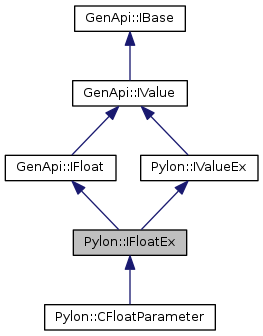 GenApi::IBase
GenApi::IValue
GenApi::IFloat
Pylon::IValueEx
Pylon::IFloatEx
Pylon::CFloatParameter